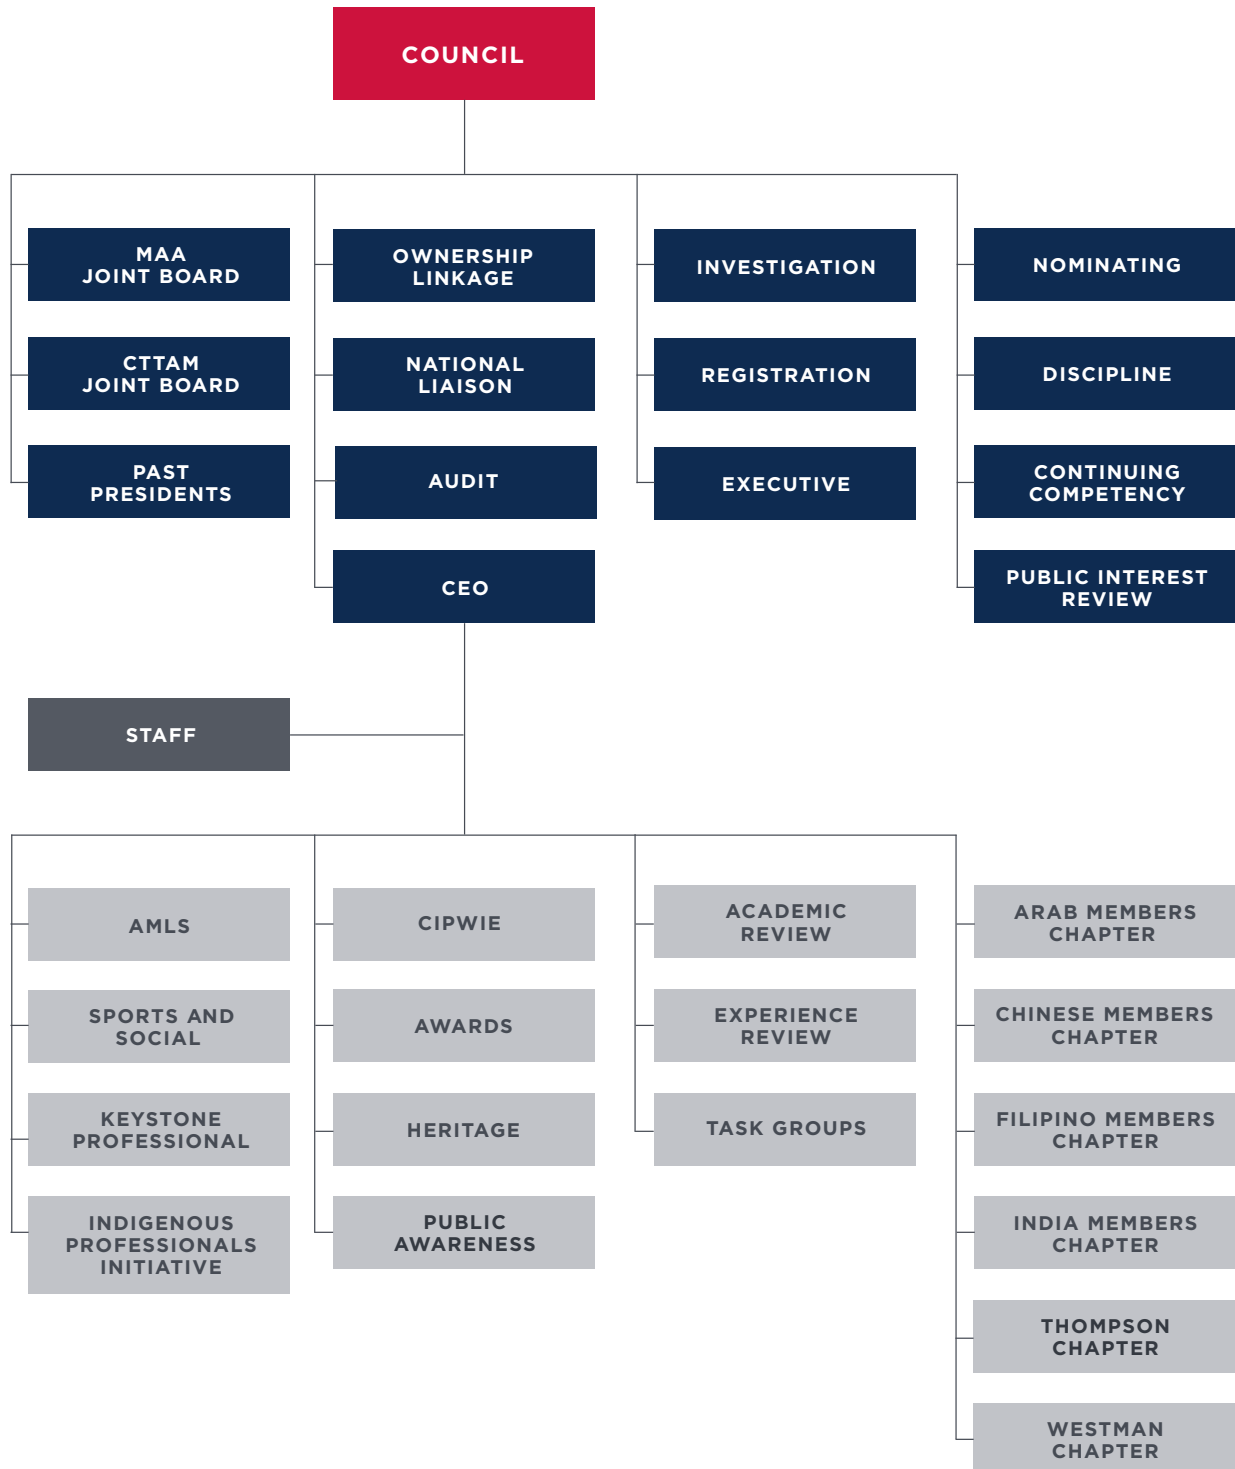 COUNCIL
MAA
JOINT BOARD
OWNERSHIP
LINKAGE
INVESTIGATION
NOMINATING
CTTAM
JOINT BOARD
NATIONAL
LIAISON
REGISTRATION
DISCIPLINE
PAST
PRESIDENTS
AUDIT
EXECUTIVE
CONTINUING
COMPETENCY
CEO
PUBLIC INTEREST
REVIEW
STAFF
AMLS
CIPWIE
ACADEMIC
REVIEW
ARAB MEMBERS
CHAPTER
SPORTS AND
SOCIAL
AWARDS
EXPERIENCE
REVIEW
CHINESE MEMBERS
CHAPTER
KEYSTONE
PROFESSIONAL
HERITAGE
TASK GROUPS
FILIPINO MEMBERS
CHAPTER
INDIGENOUS
PROFESSIONALS
INITIATIVE
PUBLIC
AWARENESS
INDIA MEMBERS
CHAPTER
THOMPSON
CHAPTER
WESTMAN
CHAPTER